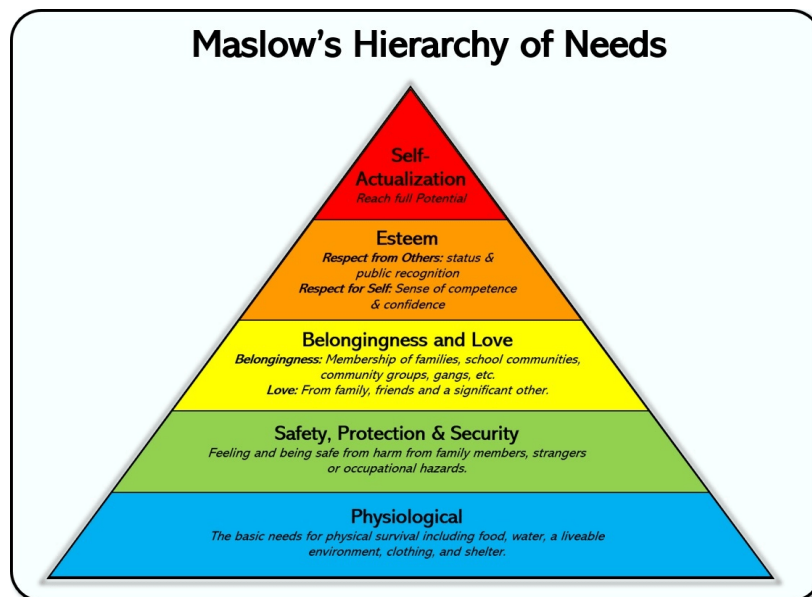 Maslow's Hierarchy of Needs
Self-
Actualization
Reach full Potential
Esteem
Respect from Others: status &
public recognition
Respect for Self: Sense of competence
& confidence
Belongingness and Love
Belongingness: Membership of families, school communities,
community groups, gangs, etc.
Love: From family, friends and a significant other.
Safety, Protection & Security
Feeling and being safe from harm from family members, strangers
or occupational hazards.
Physiological
The basic needs for physical survival including food, water, a liveable
environment, clothing, and shelter.